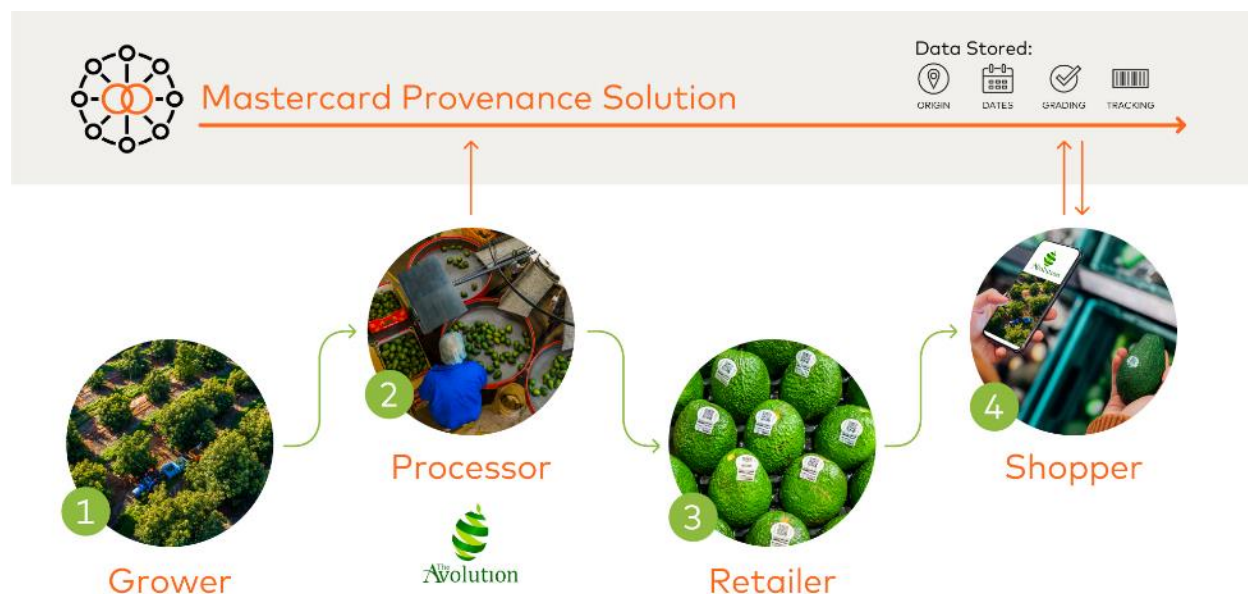 Data Stored:
Mastercard Provenance Solution
ORIGIN DATES GRADING TRACKING
2
4
1
Processor
3
Shopper
The
Avolution
Grower
Retailer